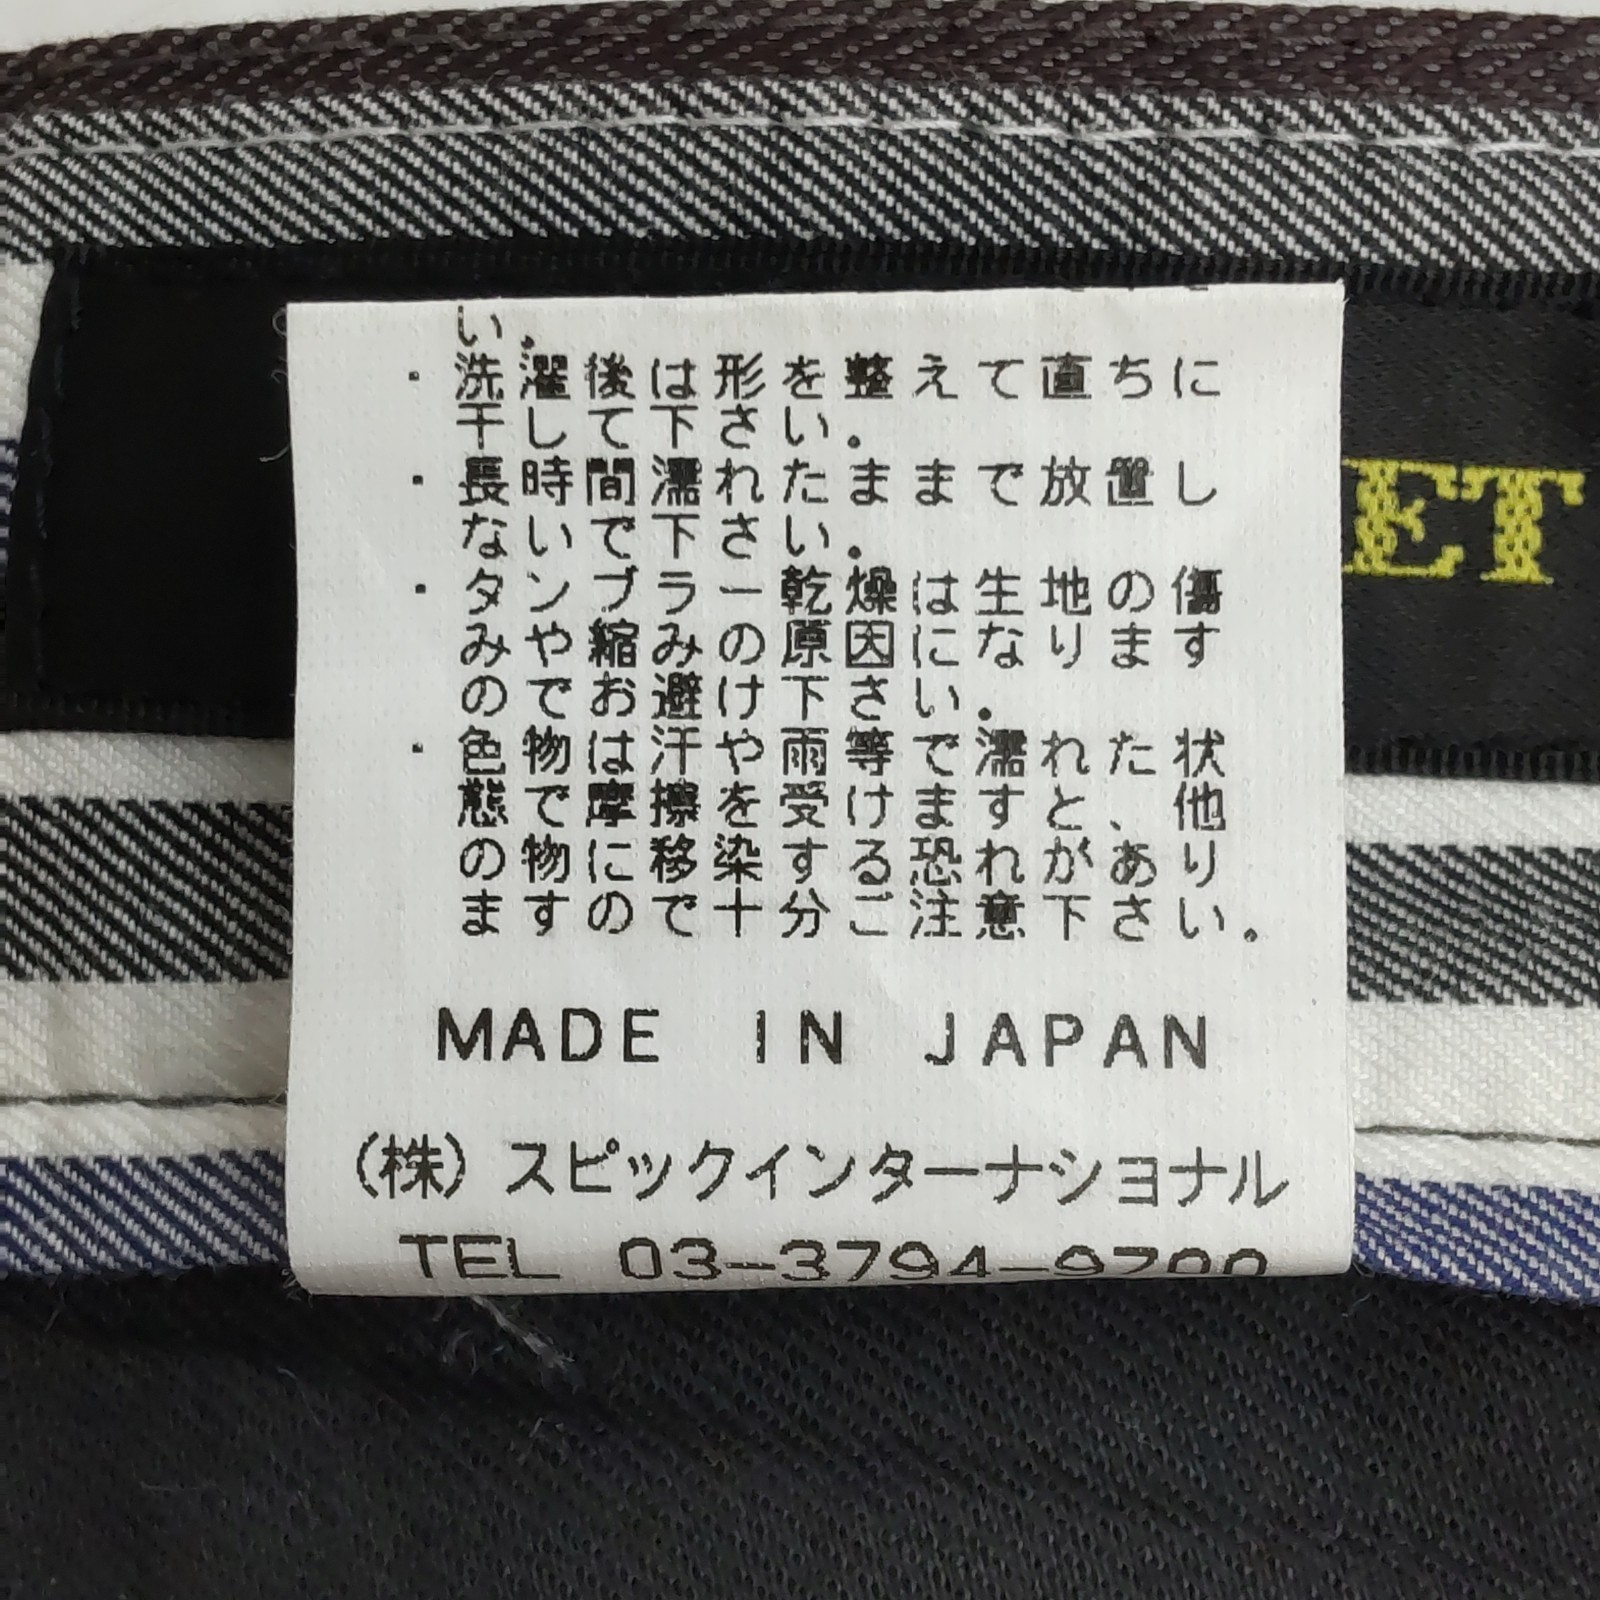 い。
・洗濯後は形を整えて直ちに
干して下さい。
・長時間濡れたままで放置し
ないで下さい。
・タンブラー乾燥は生地の傷
みや縮みの原因になります
のでお避け下さい。
・色物は汗や雨等で濡れた状
態で摩擦を受けますと、他
の物に移染する恐れがあり
ますので十分ご注意下さい。
MADE IN JAPAN
(株)スピックインターナショナル
TEL 03-3794-9700
ET